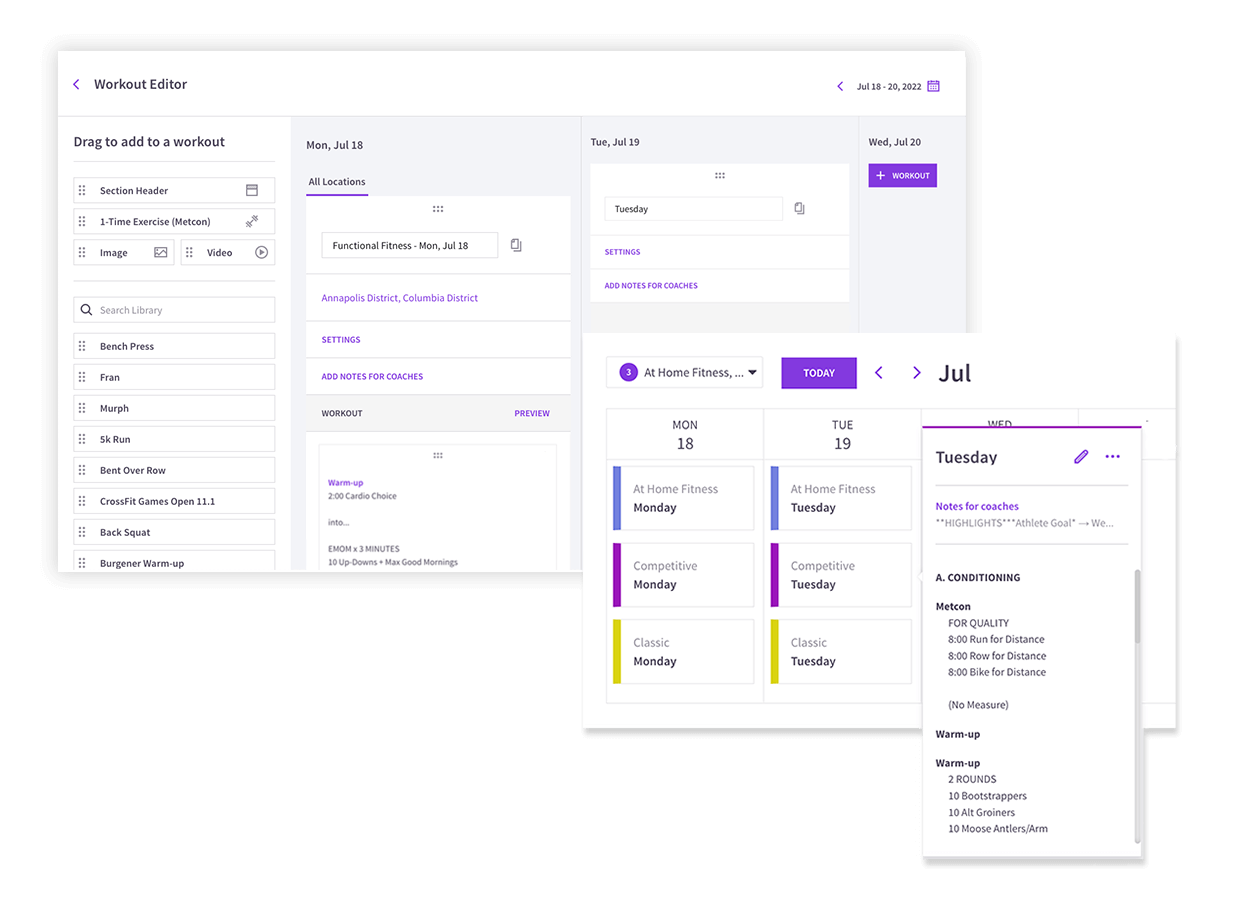 Workout Editor
Jul 18 - 20, 2022
Drag to add to a workout
Section Header
1-Time Exercise (Metcon)
Image
Video
Search Library
Bench Press
Fran
Murph
5k Run
Bent Over Row
CrossFit Games Open 11.1
Back Squat
Burgener Warm-up
Mon, Jul 18
All Locations
Functional Fitness - Mon, Jul 18
Annapolis District, Columbia District
SETTINGS
ADD NOTES FOR COACHES
WORKOUT
PREVIEW
Warm-up
2:00 Cardio Choice
into...
EMOM x 3 MINUTES
10 Up-Downs + Max Good Mornings
Tue, Jul 19
Tuesday
SETTINGS
ADD NOTES FOR COACHES
Wed, Jul 20
+ WORKOUT
3 At Home Fitness, ...
TODAY
Jul
MON
18
TUE
19
WED
At Home Fitness
Monday
At Home Fitness
Tuesday
Competitive
Monday
Competitive
Tuesday
Classic
Monday
Classic
Tuesday
Tuesday
Notes for coaches
**HIGHLIGHTS***Athlete Goal* → We...
A. CONDITIONING
Metcon
FOR QUALITY
8:00 Run for Distance
8:00 Row for Distance
8:00 Bike for Distance
(No Measure)
Warm-up
Warm-up
2 ROUNDS
10 Bootstrappers
10 Alt Groiners
10 Moose Antlers/Arm